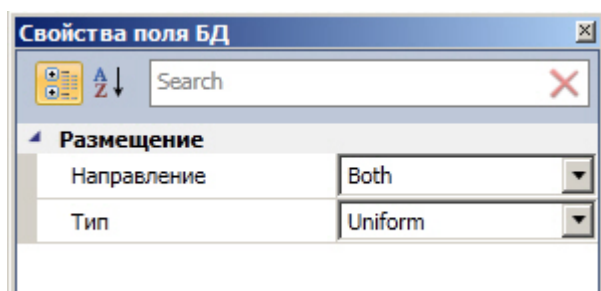 Свойства поля БД
Search
Размещение
Направление Both
Тип Uniform